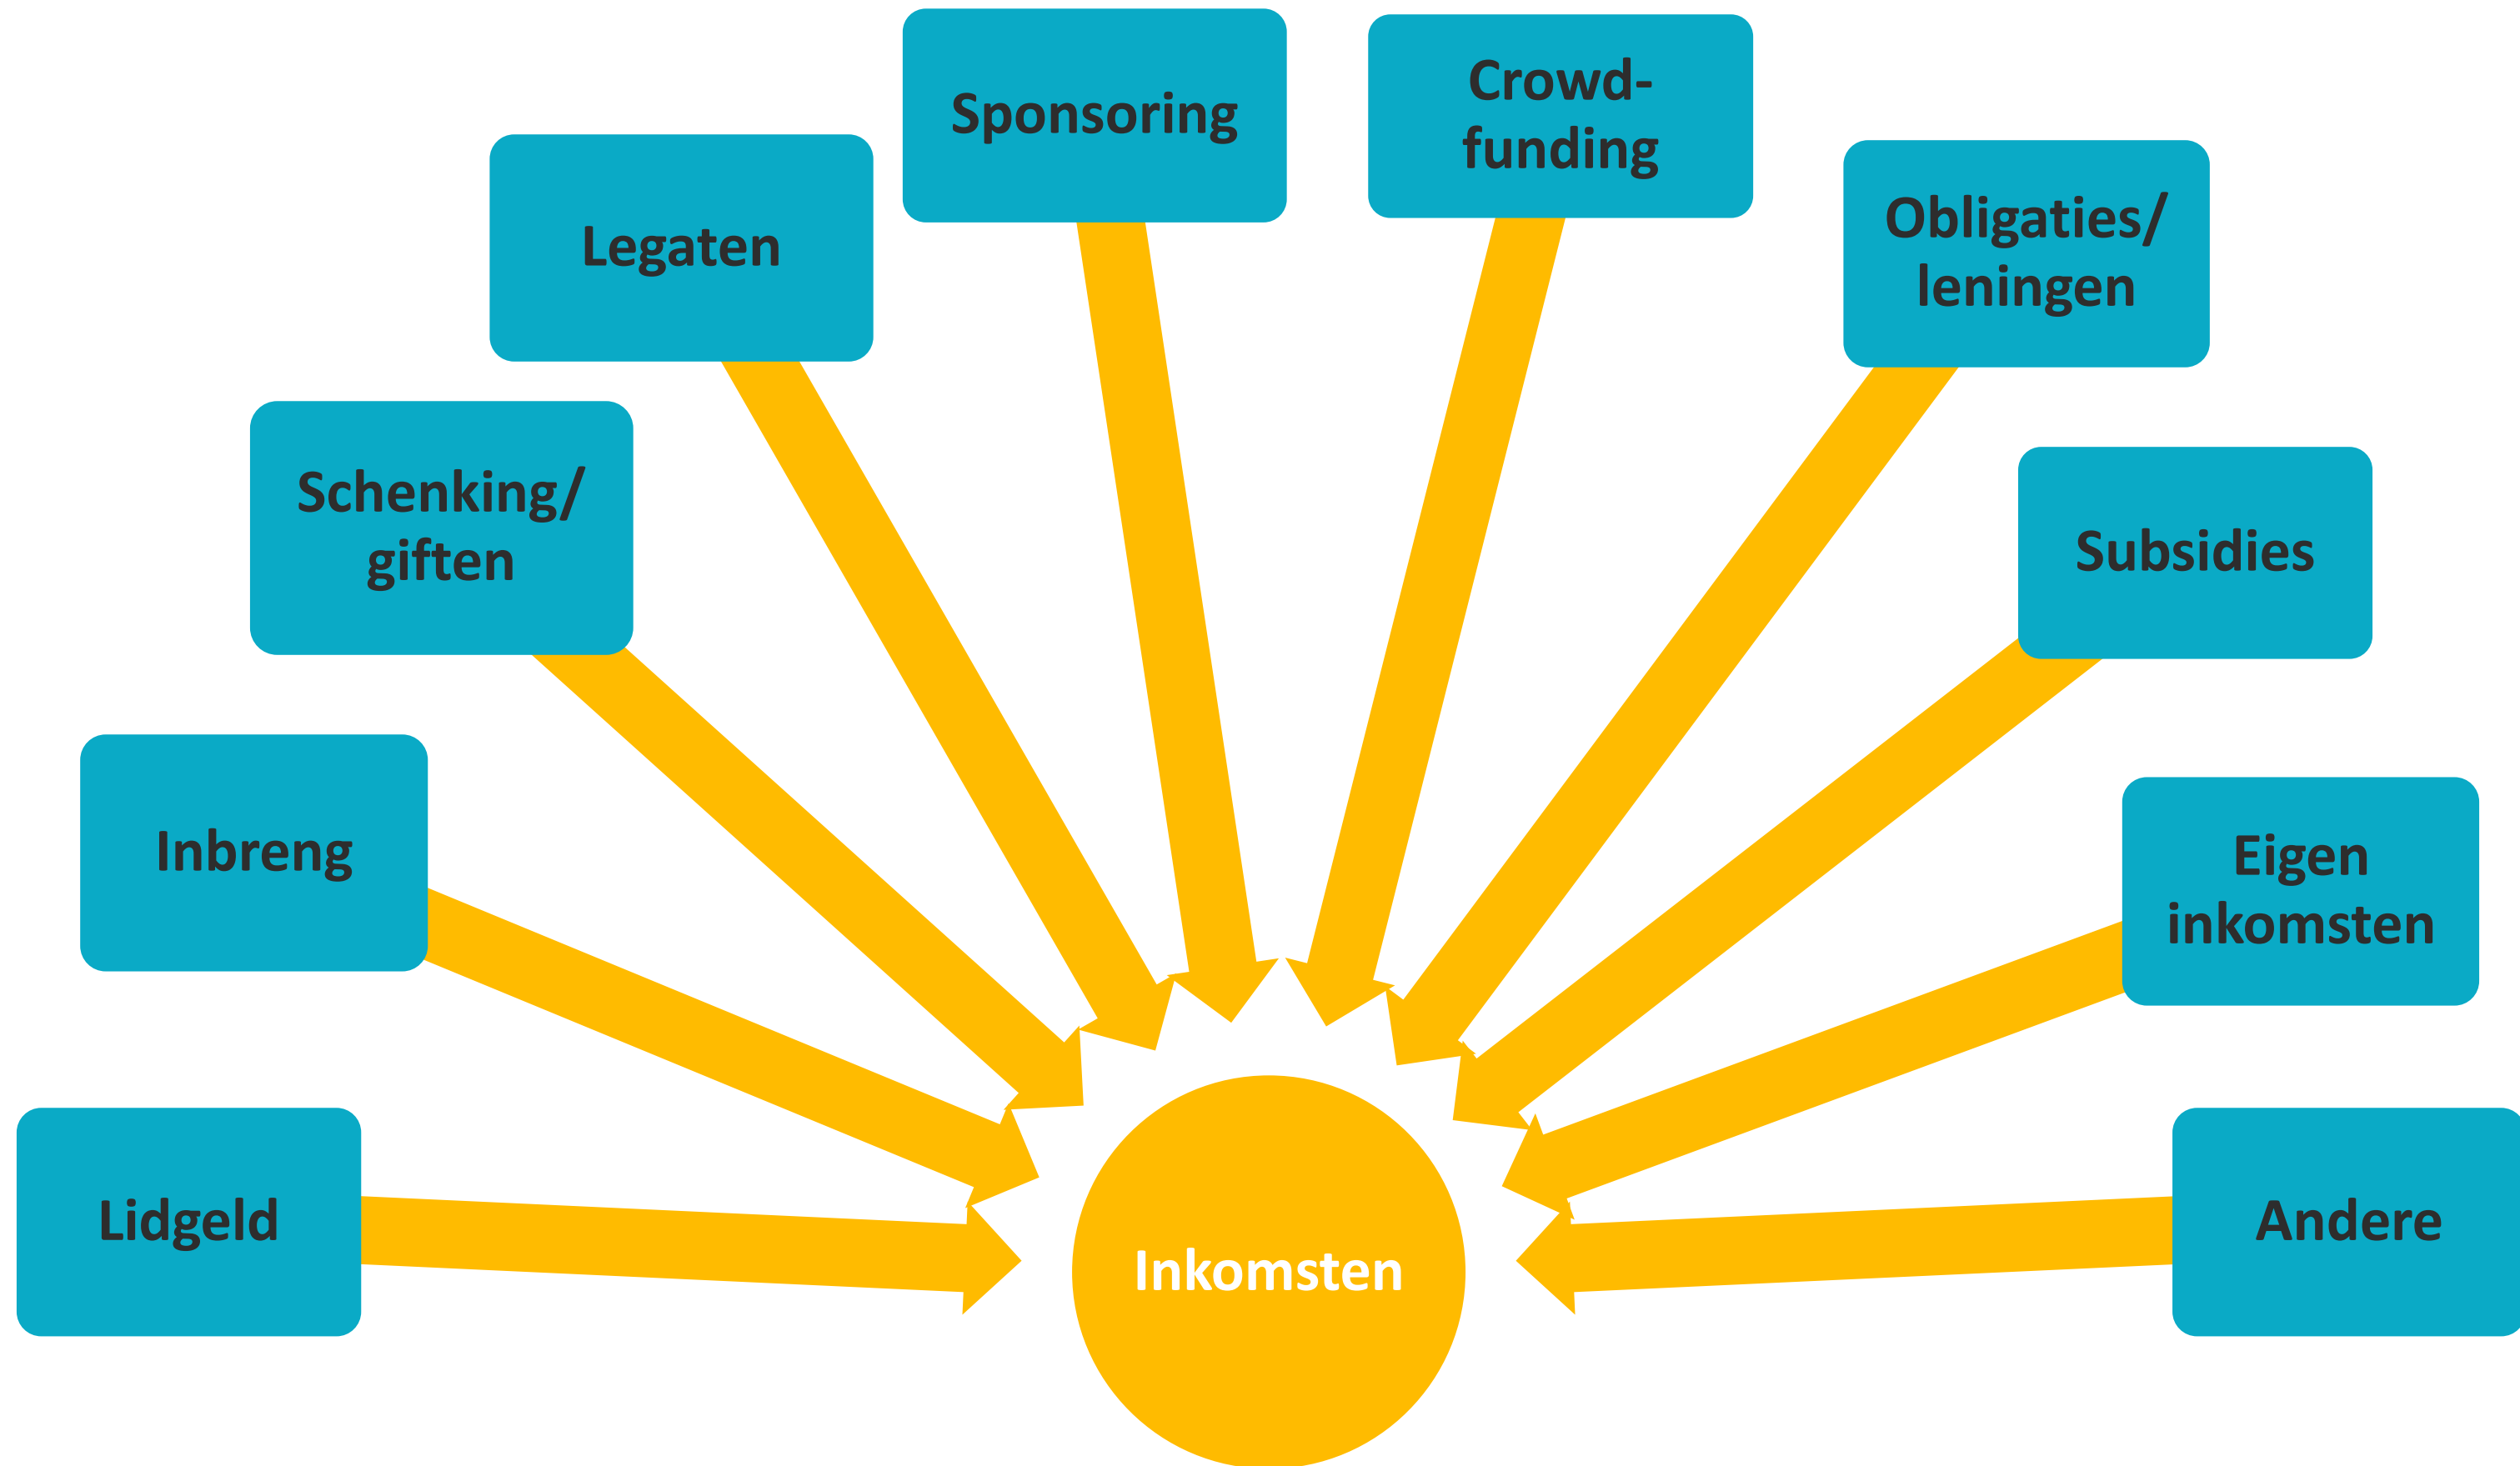 Sponsoring
Crowd-
funding
Legaten
Obligaties/
leningen
Schenking/
giften
Subsidies
Inbreng
Eigen
inkomsten
Lidgeld
Andere
Inkomsten